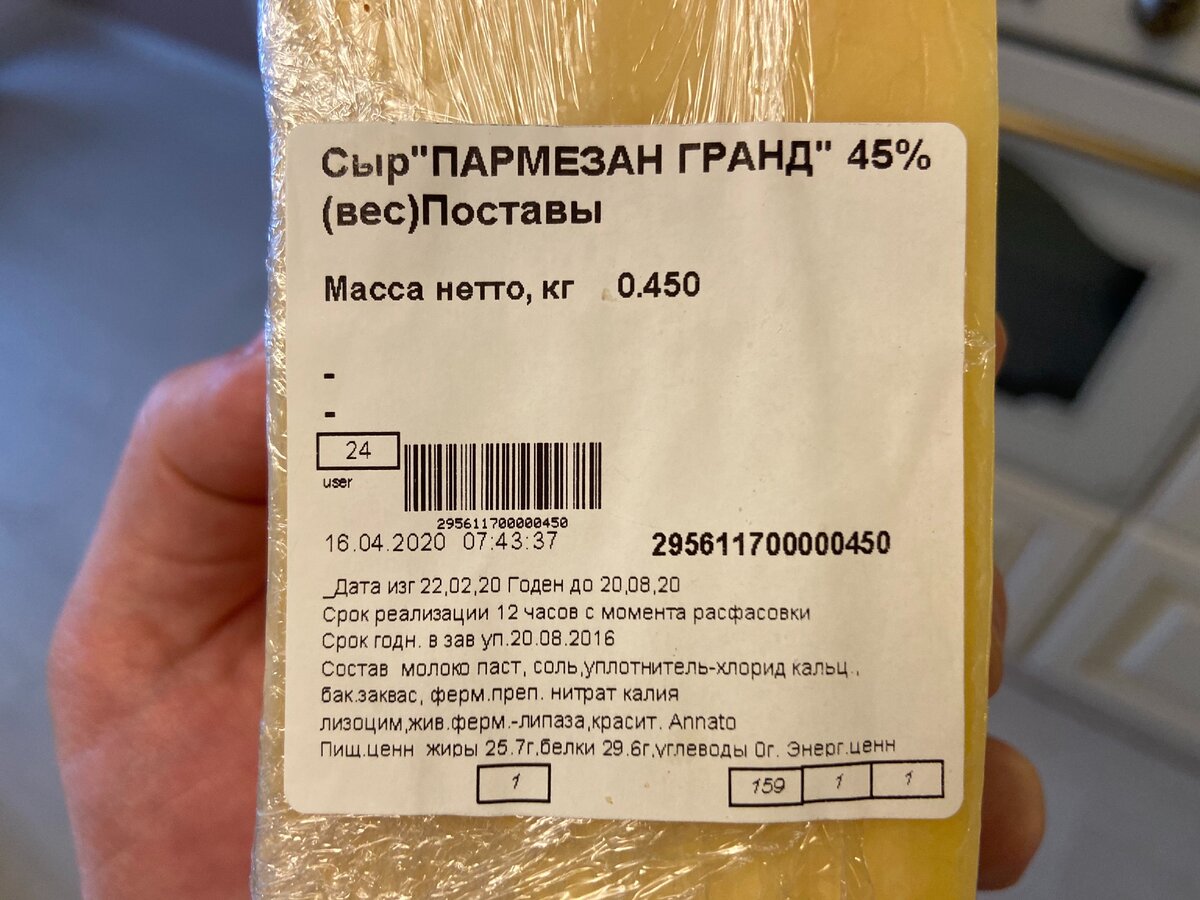 Сыр"ПАРМЕЗАН ГРАНД" 45%
(вес)Поставы
Масса нетто, кг 0.450
-
-
24
user
295611700000450
16.04.2020 07:43:37
295611700000450
_Дата изг 22,02,20 Годен до 20,08,20
Срок реализации 12 часов с момента расфасовки
Срок годн. в зав уп.20.08.2016
Состав молоко паст, соль,уплотнитель-хлорид кальц.,
бак.заквас, ферм.преп. нитрат калия
лизоцим,жив.ферм.-липаза,красит. Annato
Пищ.ценн жиры 25.7г,белки 29.6г,углеводы 0г. Энерг.ценн
1 159 1 1